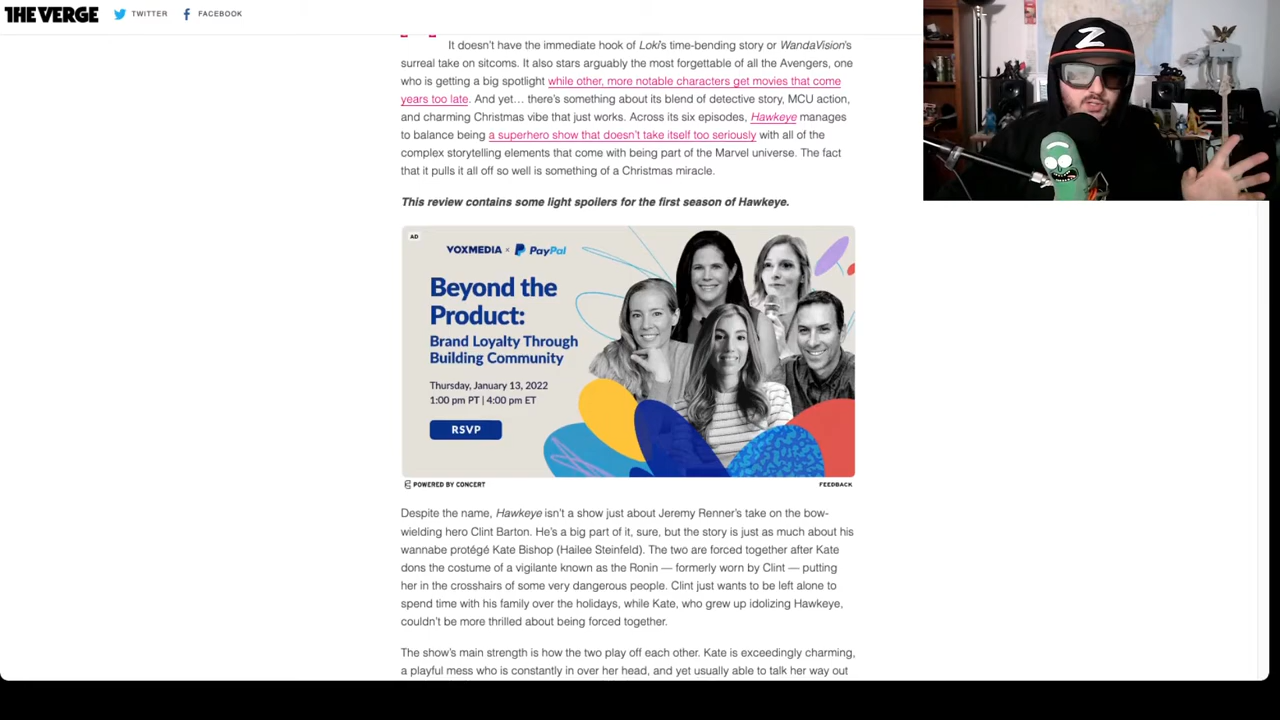 THE VERGE
TWITTER
FACEBOOK
It doesn't have the immediate hook of Loki's time-bending story or WandaVision's
surreal take on sitcoms. It also stars arguably the most forgettable of all the Avengers, one
who is getting a big spotlight while other, more notable characters get movies that come
years too late. And yet… there's something about its blend of detective story, MCU action,
and charming Christmas vibe that just works. Across its six episodes, Hawkeye manages
to balance being a superhero show that doesn't take itself too seriously with all of the
complex storytelling elements that come with being part of the Marvel universe. The fact
that it pulls it all off so well is something of a Christmas miracle.
This review contains some light spoilers for the first season of Hawkeye.
AD
VOXMEDIA × PayPal
Beyond the
Product:
Brand Loyalty Through
Building Community
Thursday, January 13, 2022
1:00 pm PT | 4:00 pm ET
RSVP
POWERED BY CONCERT
FEEDBACK
Despite the name, Hawkeye isn't a show just about Jeremy Renner's take on the bow-
wielding hero Clint Barton. He's a big part of it, sure, but the story is just as much about his
wannabe protégé Kate Bishop (Hailee Steinfeld). The two are forced together after Kate
dons the costume of a vigilante known as the Ronin — formerly worn by Clint — putting
her in the crosshairs of some very dangerous people. Clint just wants to be left alone to
spend time with his family over the holidays, while Kate, who grew up idolizing Hawkeye,
couldn't be more thrilled about being forced together.
The show's main strength is how the two play off each other. Kate is exceedingly charming,
a playful mess who is constantly in over her head, and yet usually able to talk her way out
Z